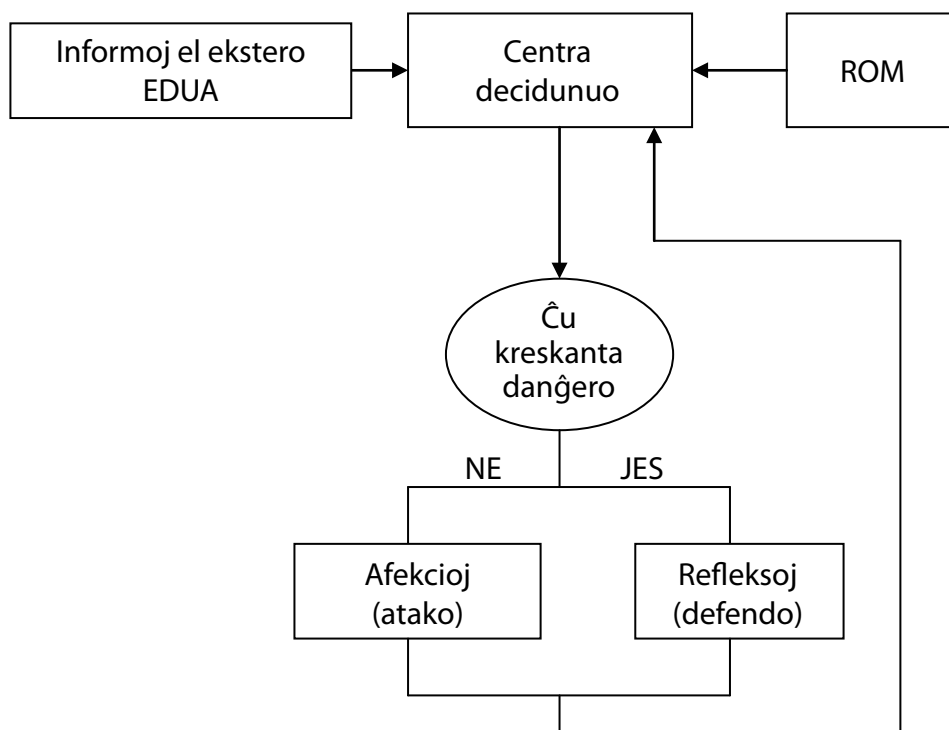 Informoj el ekstero
EDUA
Centra
decidunuo
ROM
Ĉu
kreskanta
danĝero
NE
JES
Afekcioj
(atako)
Refleksoj
(defendo)